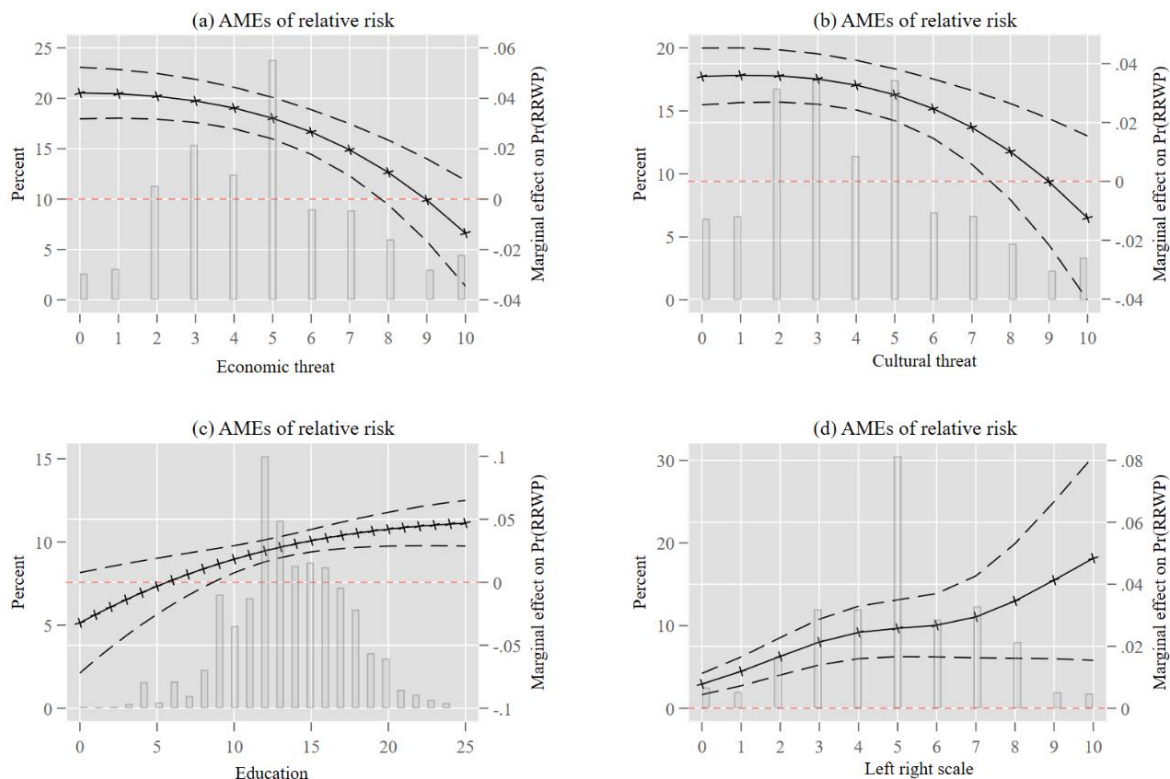 (a) AMEs of relative risk
25
20
15
10
5
0
Percent
.06
.04
.02
0
-.02
-.04
Marginal effect on Pr(RRWP)
0 1 2 3 4 5 6 7 8 9 10
Economic threat
(b) AMEs of relative risk
20
15
10
5
0
Percent
.04
.02
0
-.02
-.04
Marginal effect on Pr(RRWP)
0 1 2 3 4 5 6 7 8 9 10
Cultural threat
(c) AMEs of relative risk
15
10
5
0
Percent
.1
.05
0
-.05
-.1
Marginal effect on Pr(RRWP)
0 5 10 15 20 25
Education
(d) AMEs of relative risk
30
20
10
0
Percent
0.08
0.06
0.04
0.02
0
Marginal effect on Pr(RRWP)
0 1 2 3 4 5 6 7 8 9 10
Left right scale